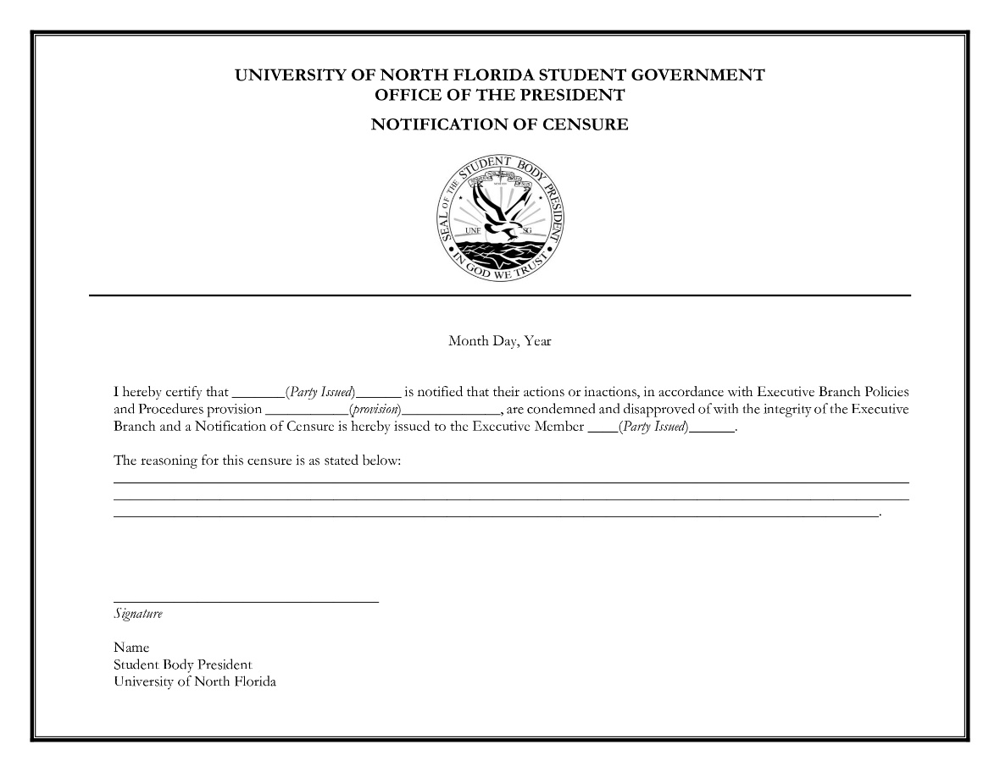 UNIVERSITY OF NORTH FLORIDA STUDENT GOVERNMENT
OFFICE OF THE PRESIDENT
NOTIFICATION OF CENSURE
SEAL OF THE STUDENT BODY PRESIDENT
UNF SG
• IN GOD WE TRUST •
Month Day, Year
I hereby certify that _______(Party Issued)______ is notified that their actions or inactions, in accordance with Executive Branch Policies
and Procedures provision ___________(provision)_____________, are condemned and disapproved of with the integrity of the Executive
Branch and a Notification of Censure is hereby issued to the Executive Member ____(Party Issued)______.
The reasoning for this censure is as stated below:
Signature
Name
Student Body President
University of North Florida